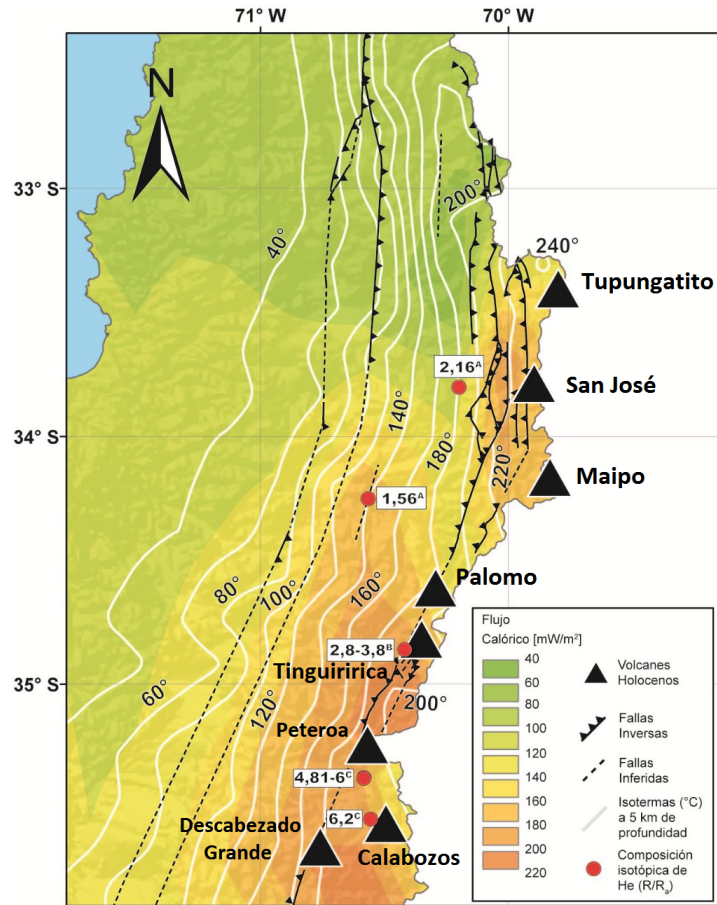 71° W
70° W
N
33° S
34° S
35° S
40°
200°
240°
Tupungatito
2,16ᴬ
San José
140°
180°
220°
Maipo
1,56ᴬ
80°
100°
160°
Palomo
2,8-3,8ᴮ
Tinguiririca
60°
120°
200°
Peteroa
4,81-6ᶜ
6,2ᶜ
Descabezado
Grande
Calabozos
Flujo
Calórico [mW/m²]
40
60
80
100
120
140
160
180
200
220
Volcanes
Holocenos
Fallas
Inversas
Fallas
Inferidas
Isotermas (°C)
a 5 km de
profundidad
Composición
isotópica de
He (R/Rₐ)